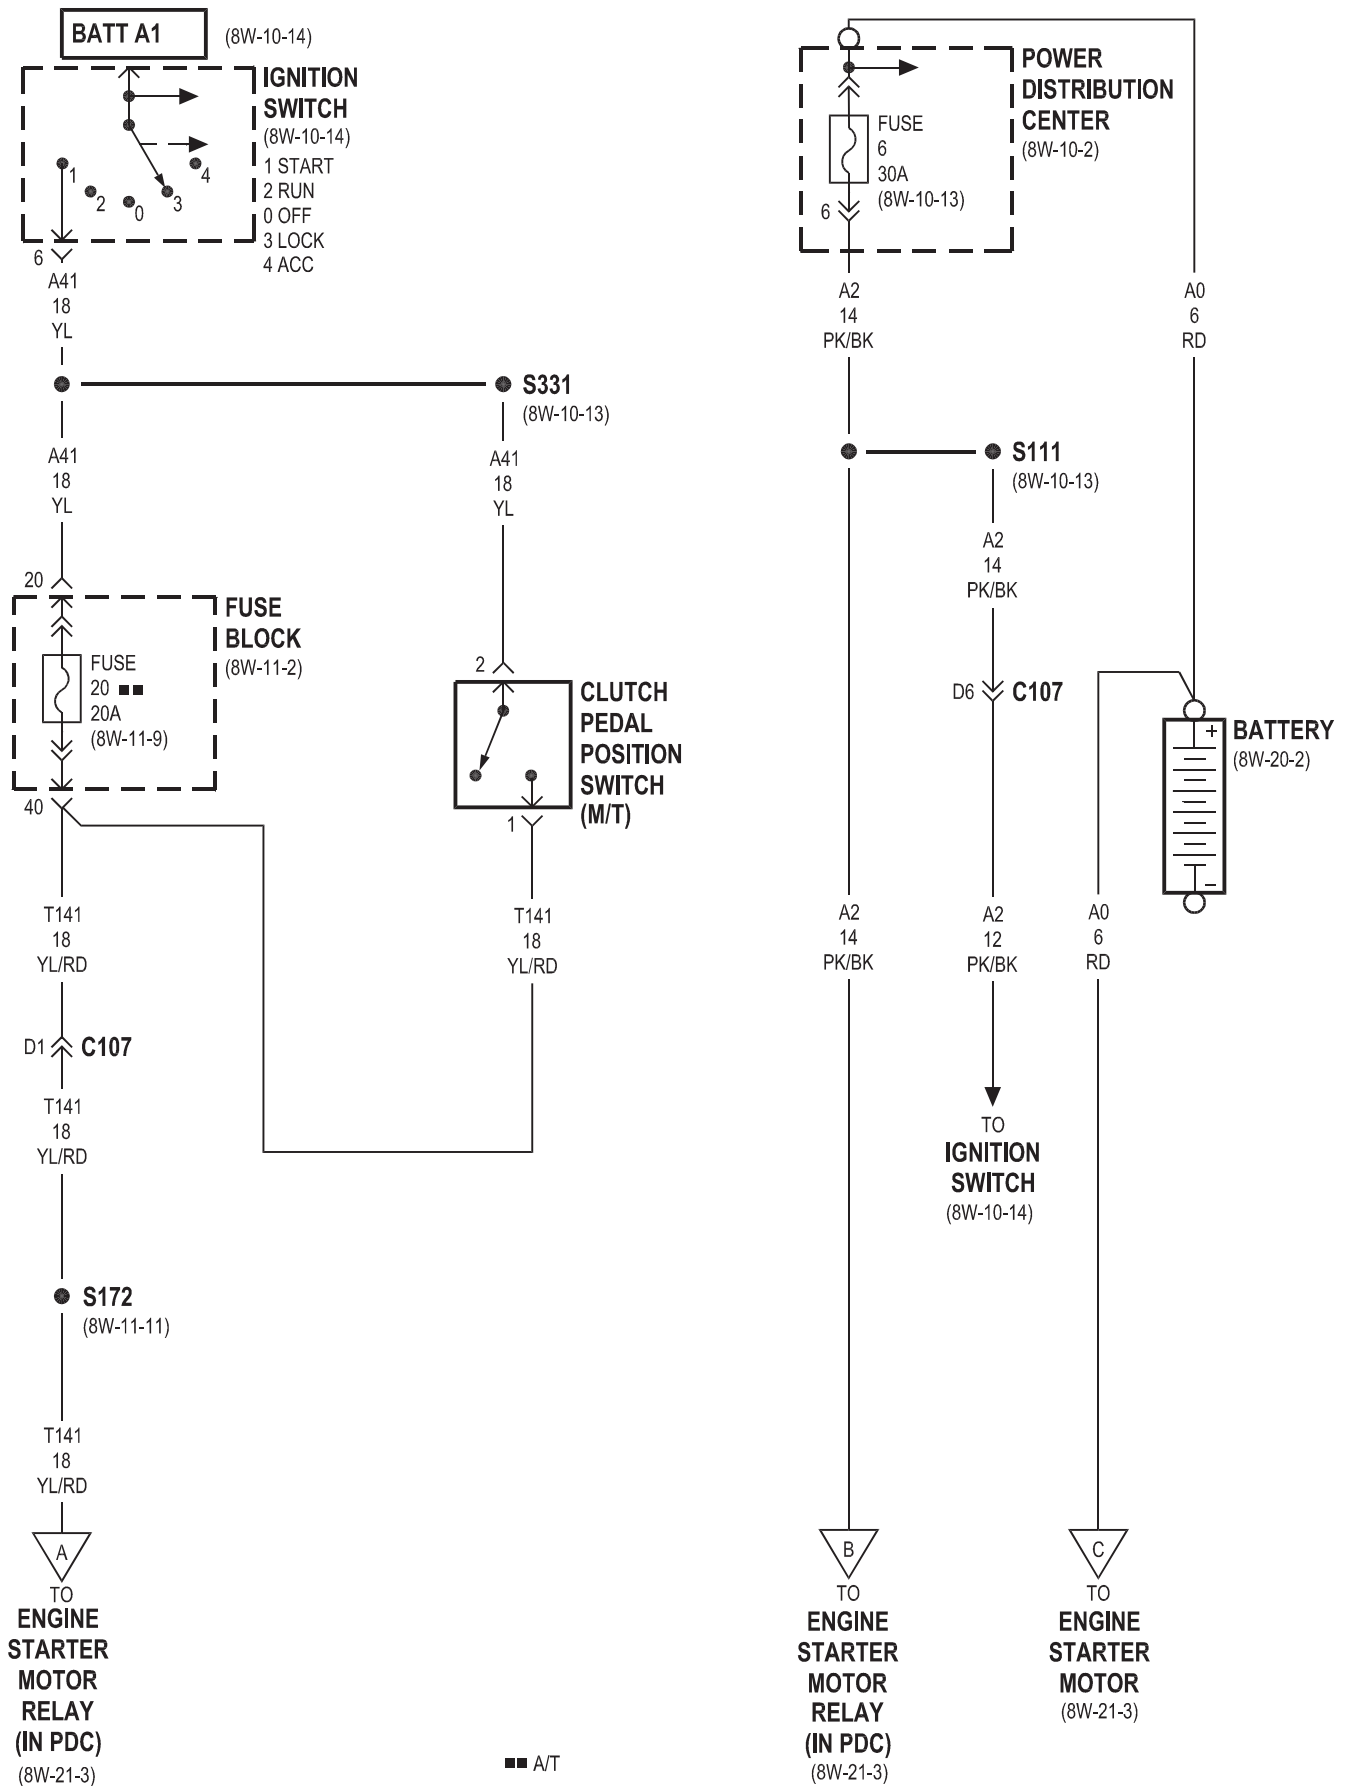 BATT A1
(8W-10-14)
IGNITION
SWITCH
(8W-10-14)
1 START
2 RUN
0 OFF
3 LOCK
4 ACC
1
2
0
3
4
6
A41
18
YL
S331
(8W-10-13)
A41
18
YL
A41
18
YL
20
FUSE
BLOCK
(8W-11-2)
FUSE
20 ■■
20A
(8W-11-9)
40
2
CLUTCH
PEDAL
POSITION
SWITCH
(M/T)
1
T141
18
YL/RD
T141
18
YL/RD
D1
C107
T141
18
YL/RD
S172
(8W-11-11)
T141
18
YL/RD
A
TO
ENGINE
STARTER
MOTOR
RELAY
(IN PDC)
(8W-21-3)
■■ A/T
POWER
DISTRIBUTION
CENTER
(8W-10-2)
FUSE
6
30A
(8W-10-13)
6
A2
14
PK/BK
A0
6
RD
S111
(8W-10-13)
A2
14
PK/BK
D6
C107
+
BATTERY
(8W-20-2)
–
A2
14
PK/BK
A2
12
PK/BK
A0
6
RD
TO
IGNITION
SWITCH
(8W-10-14)
B
TO
ENGINE
STARTER
MOTOR
RELAY
(IN PDC)
(8W-21-3)
C
TO
ENGINE
STARTER
MOTOR
(8W-21-3)